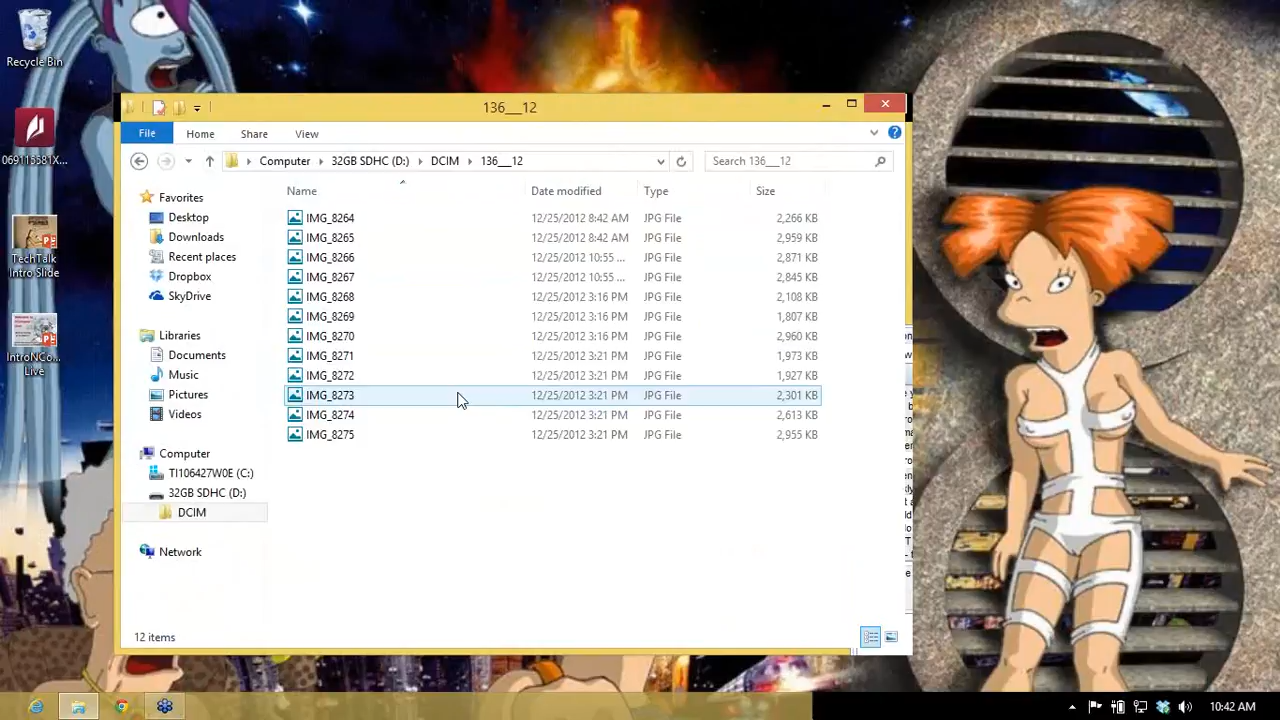 Recycle Bin
069115581X...
TechTalk
Intro Slide
IntroNCo...
Live
136___12
File
Home
Share
View
Computer
32GB SDHC (D:)
DCIM
136___12
Search 136___12
Favorites
Desktop
Downloads
Recent places
Dropbox
SkyDrive
Libraries
Documents
Music
Pictures
Videos
Computer
TI106427W0E (C:)
32GB SDHC (D:)
DCIM
Network
Name Date modified Type Size
IMG_8264 12/25/2012 8:42 AM JPG File 2,266 KB
IMG_8265 12/25/2012 8:42 AM JPG File 2,959 KB
IMG_8266 12/25/2012 10:55 ... JPG File 2,871 KB
IMG_8267 12/25/2012 10:55 ... JPG File 2,845 KB
IMG_8268 12/25/2012 3:16 PM JPG File 2,108 KB
IMG_8269 12/25/2012 3:16 PM JPG File 1,807 KB
IMG_8270 12/25/2012 3:16 PM JPG File 2,960 KB
IMG_8271 12/25/2012 3:21 PM JPG File 1,973 KB
IMG_8272 12/25/2012 3:21 PM JPG File 1,927 KB
IMG_8273 12/25/2012 3:21 PM JPG File 2,301 KB
IMG_8274 12/25/2012 3:21 PM JPG File 2,613 KB
IMG_8275 12/25/2012 3:21 PM JPG File 2,955 KB
12 items
10:42 AM